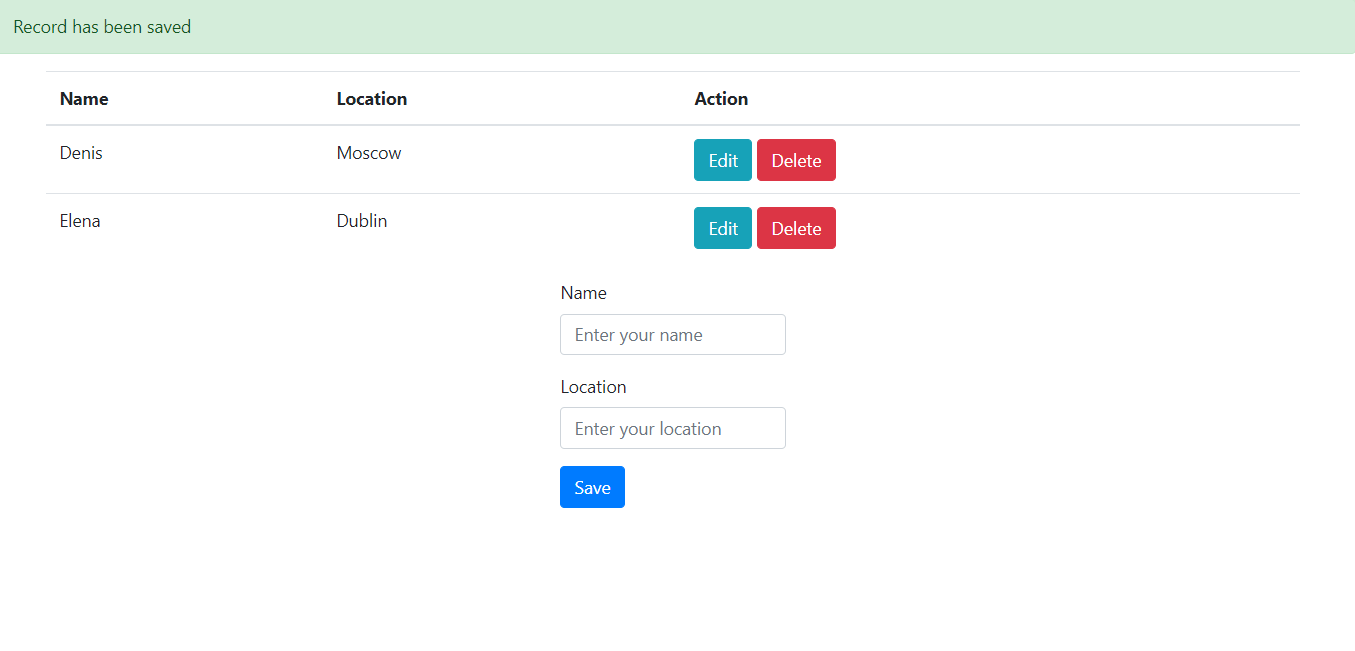 Record has been saved
Name Location Action
Denis Moscow Edit Delete
Elena Dublin Edit Delete
Name
Enter your name
Location
Enter your location
Save